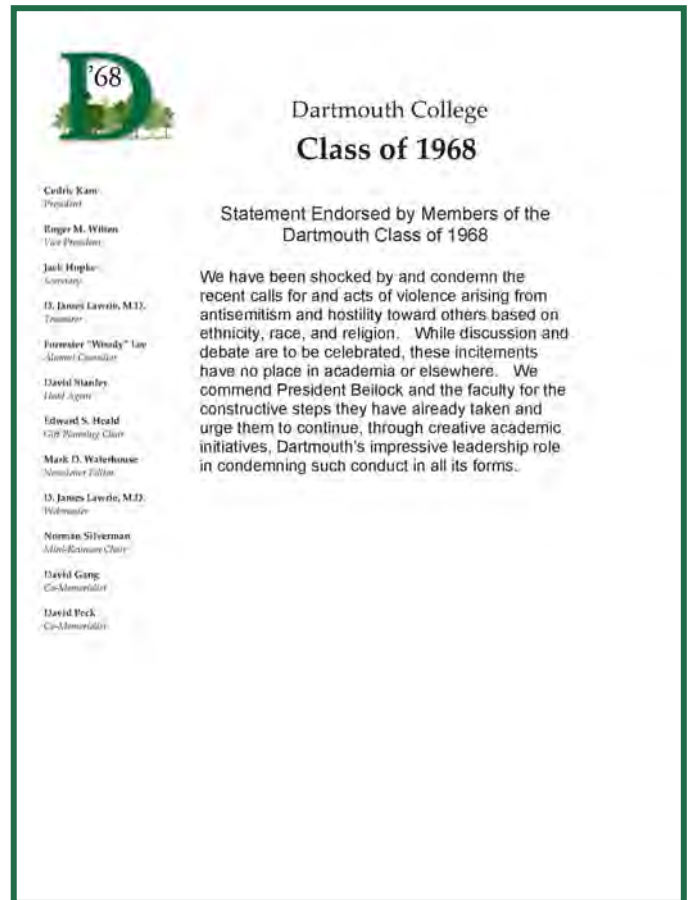 ’68
Dartmouth College
Class of 1968
Cedric Kam
President
Roger M. Witten
Vice President
Jack Hopke
Secretary
D. James Lawrie, M.D.
Treasurer
Forrester "Woody" Lee
Alumni Councilor
David Stanley
Head Agent
Edward S. Heald
Gift Planning Chair
Mark D. Waterhouse
Newsletter Editor
D. James Lawrie, M.D.
Webmaster
Norman Silverman
Mini-Reunion Chair
David Gang
Co-Memorialist
David Peck
Co-Memorialist
Statement Endorsed by Members of the
Dartmouth Class of 1968
We have been shocked by and condemn the
recent calls for and acts of violence arising from
antisemitism and hostility toward others based on
ethnicity, race, and religion. While discussion and
debate are to be celebrated, these incitements
have no place in academia or elsewhere. We
commend President Beilock and the faculty for the
constructive steps they have already taken and
urge them to continue, through creative academic
initiatives, Dartmouth's impressive leadership role
in condemning such conduct in all its forms.